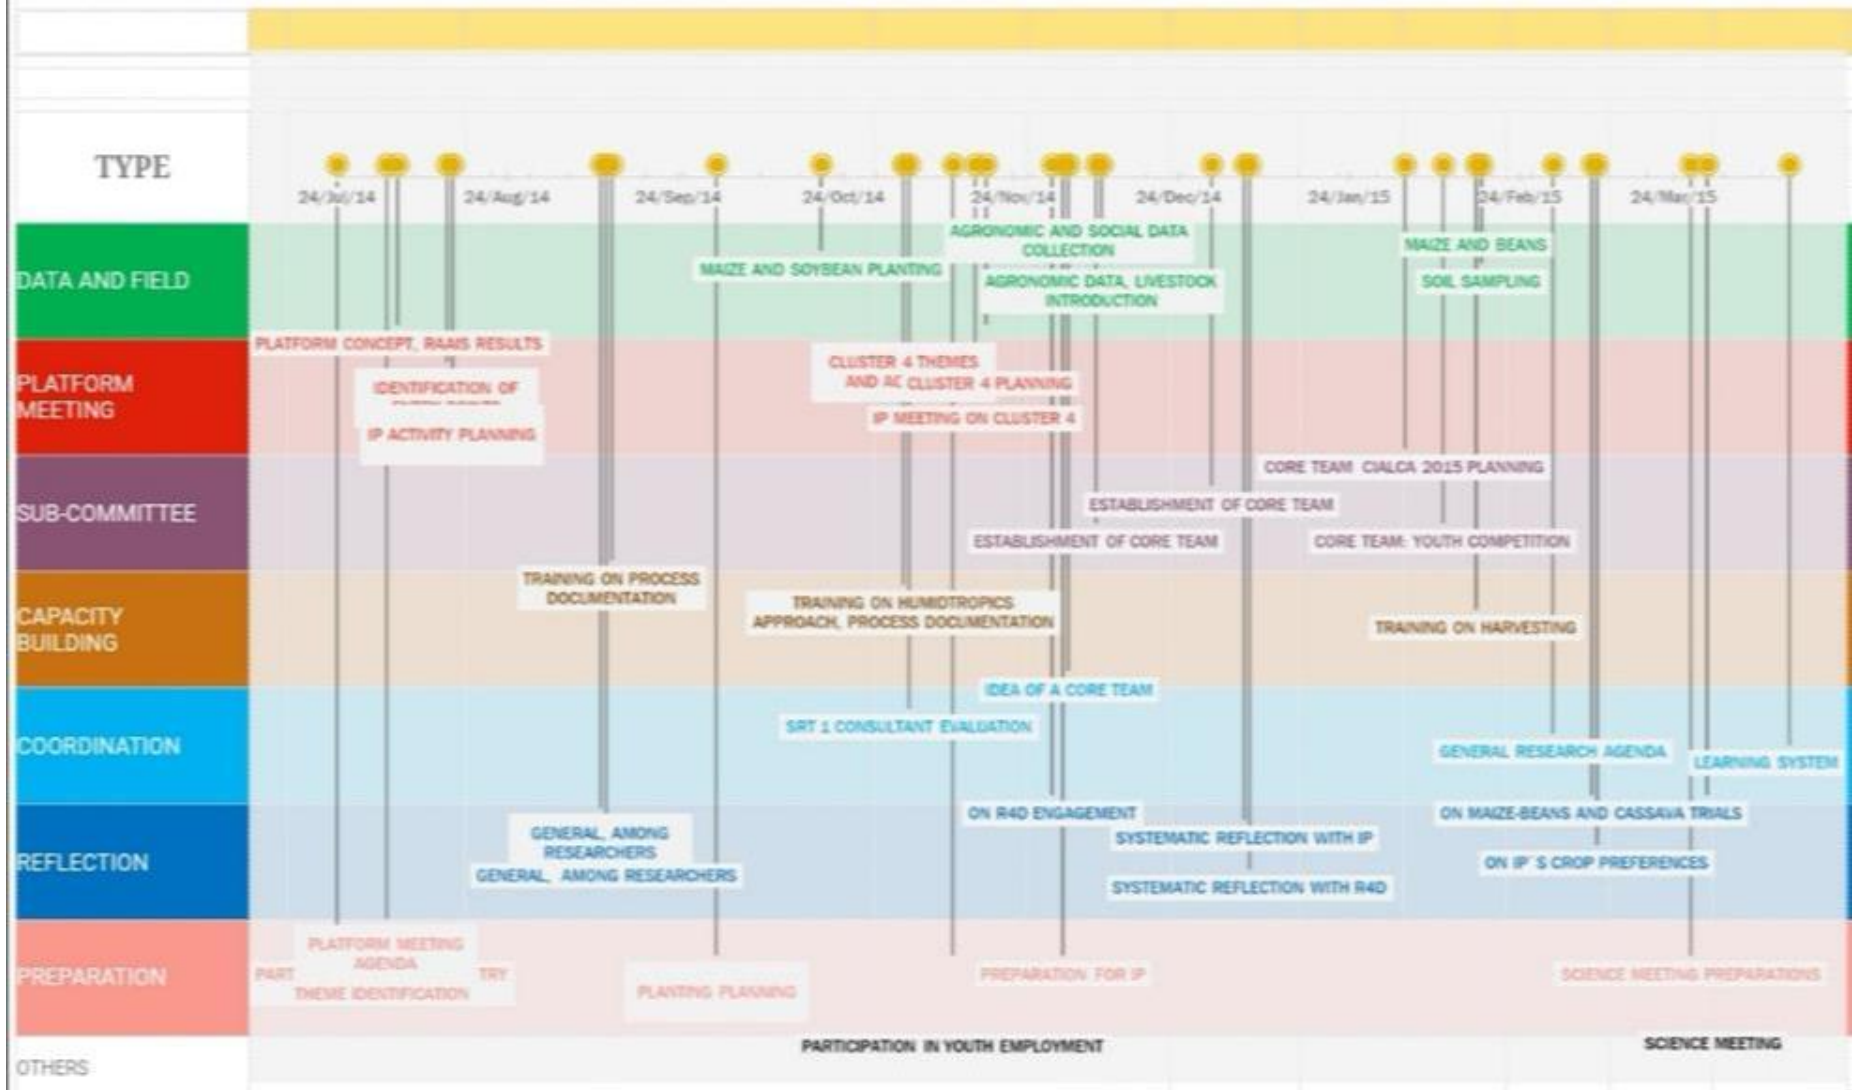 TYPE
24/Jul/14
24/Aug/14
24/Sep/14
24/Oct/14
24/Nov/14
24/Dec/14
24/Jan/15
24/Feb/15
24/Mar/15
DATA AND FIELD
AGRONOMIC AND SOCIAL DATA
COLLECTION
MAIZE AND SOYBEAN PLANTING
AGRONOMIC DATA, LIVESTOCK
INTRODUCTION
MAIZE AND BEANS
SOIL SAMPLING
PLATFORM
MEETING
PLATFORM CONCEPT, RAAIS RESULTS
IDENTIFICATION OF
IP ACTIVITY PLANNING
CLUSTER 4 THEMES
AND AC
CLUSTER 4 PLANNING
IP MEETING ON CLUSTER 4
SUB-COMMITTEE
CORE TEAM CIALCA 2015 PLANNING
ESTABLISHMENT OF CORE TEAM
ESTABLISHMENT OF CORE TEAM
CORE TEAM: YOUTH COMPETITION
CAPACITY
BUILDING
TRAINING ON PROCESS
DOCUMENTATION
TRAINING ON HUMIDTROPICS
APPROACH, PROCESS DOCUMENTATION
TRAINING ON HARVESTING
COORDINATION
IDEA OF A CORE TEAM
SRT 1 CONSULTANT EVALUATION
GENERAL RESEARCH AGENDA
LEARNING SYSTEM
REFLECTION
ON R4D ENGAGEMENT
ON MAIZE-BEANS AND CASSAVA TRIALS
GENERAL, AMONG
RESEARCHERS
SYSTEMATIC REFLECTION WITH IP
ON IP´S CROP PREFERENCES
GENERAL, AMONG RESEARCHERS
SYSTEMATIC REFLECTION WITH R4D
PREPARATION
PLATFORM MEETING
AGENDA
PART
TRY
THEME IDENTIFICATION
PLANTING PLANNING
PREPARATION FOR IP
SCIENCE MEETING PREPARATIONS
OTHERS
PARTICIPATION IN YOUTH EMPLOYMENT
SCIENCE MEETING